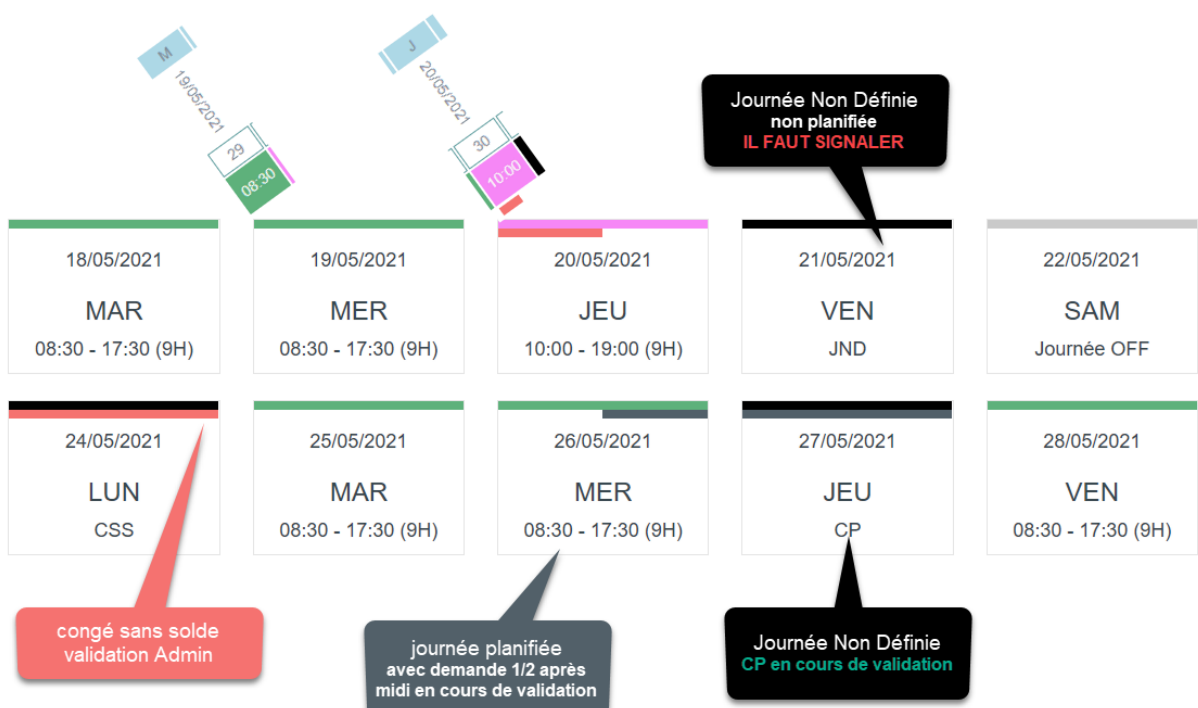 M
19/05/2021
29
08:30
J
20/05/2021
30
10:00
Journée Non Définie
non planifiée
IL FAUT SIGNALER
18/05/2021
MAR
08:30 - 17:30 (9H)
19/05/2021
MER
08:30 - 17:30 (9H)
20/05/2021
JEU
10:00 - 19:00 (9H)
21/05/2021
VEN
JND
22/05/2021
SAM
Journée OFF
24/05/2021
LUN
CSS
25/05/2021
MAR
08:30 - 17:30 (9H)
26/05/2021
MER
08:30 - 17:30 (9H)
27/05/2021
JEU
CP
28/05/2021
VEN
08:30 - 17:30 (9H)
congé sans solde
validation Admin
journée planifiée
avec demande 1/2 après
midi en cours de validation
Journée Non Définie
CP en cours de validation